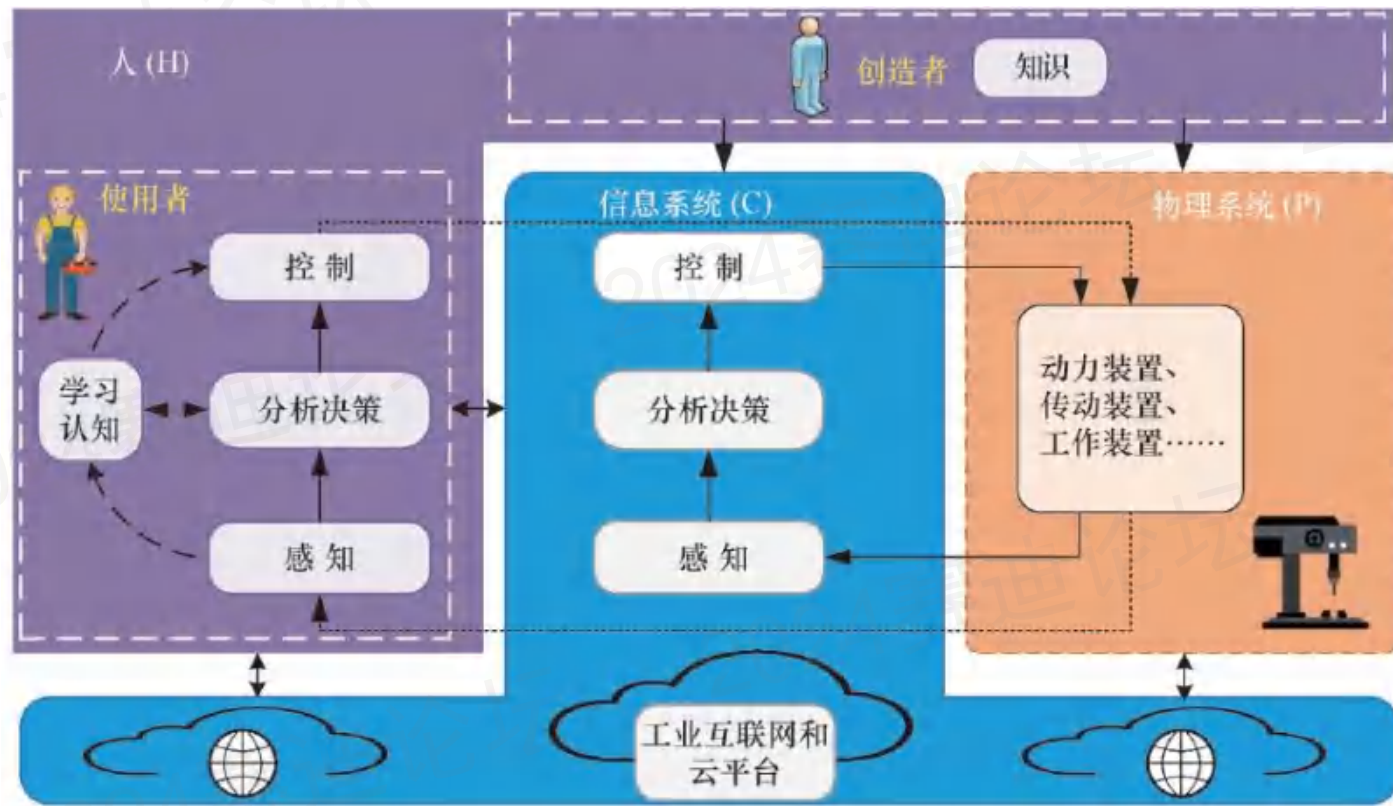 人 (H)
创造者
知识
使用者
控 制
学习
认知
分析决策
感 知
信息系统 (C)
控 制
分析决策
感 知
物理系统 (P)
动力装置、
传动装置、
工作装置……
工业互联网和
云平台